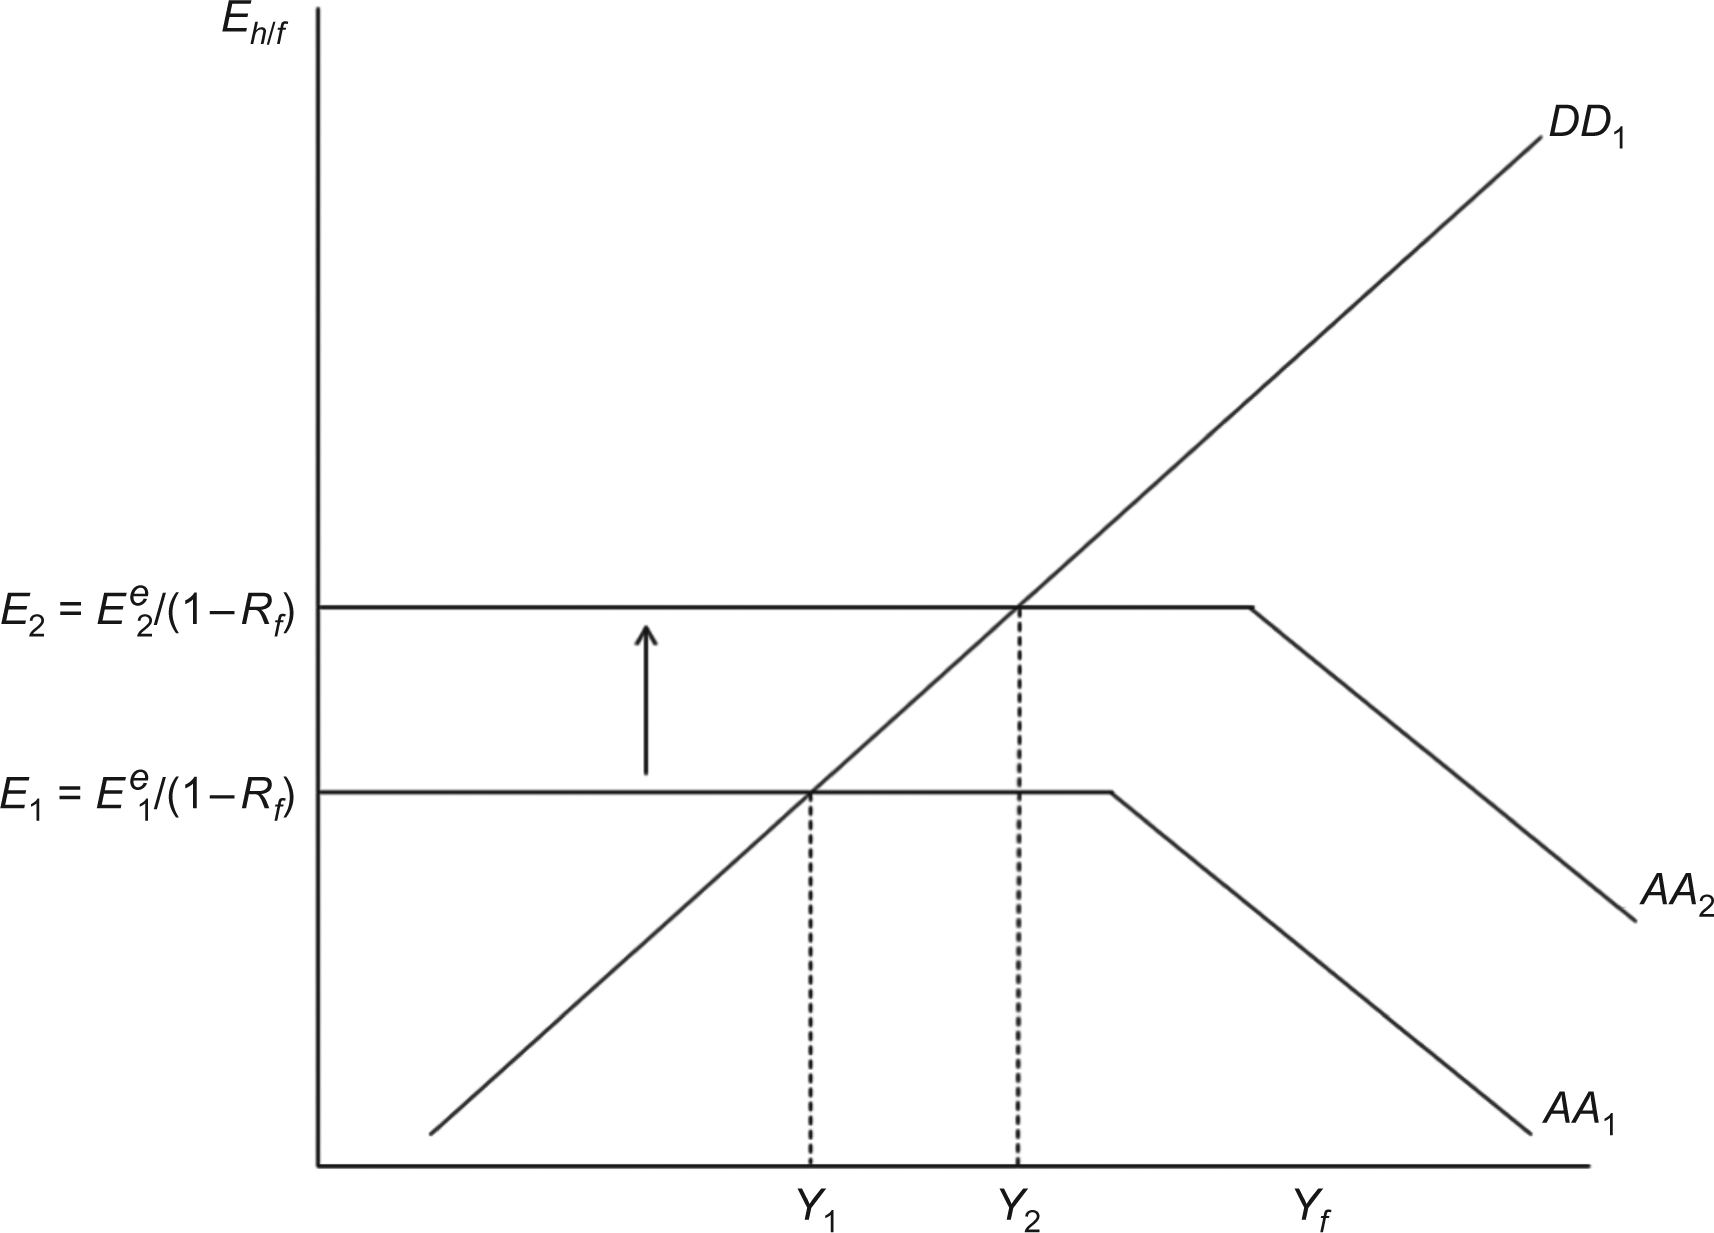 E_{h/f}
DD_1
E_2 = E^e_2/(1–R_f)
E_1 = E^e_1/(1–R_f)
AA_2
AA_1
Y_1 Y_2 Y_f